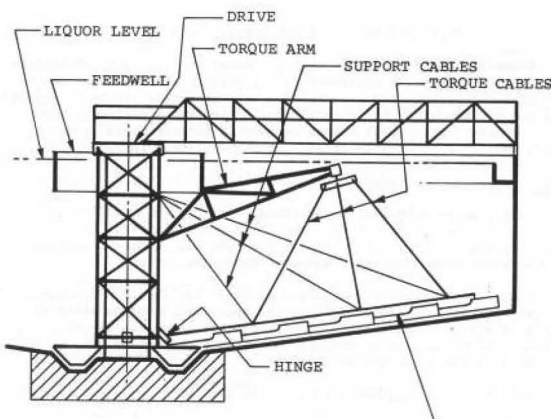 DRIVE
LIQUOR LEVEL
TORQUE ARM
SUPPORT CABLES
FEEDWELL
TORQUE CABLES
HINGE